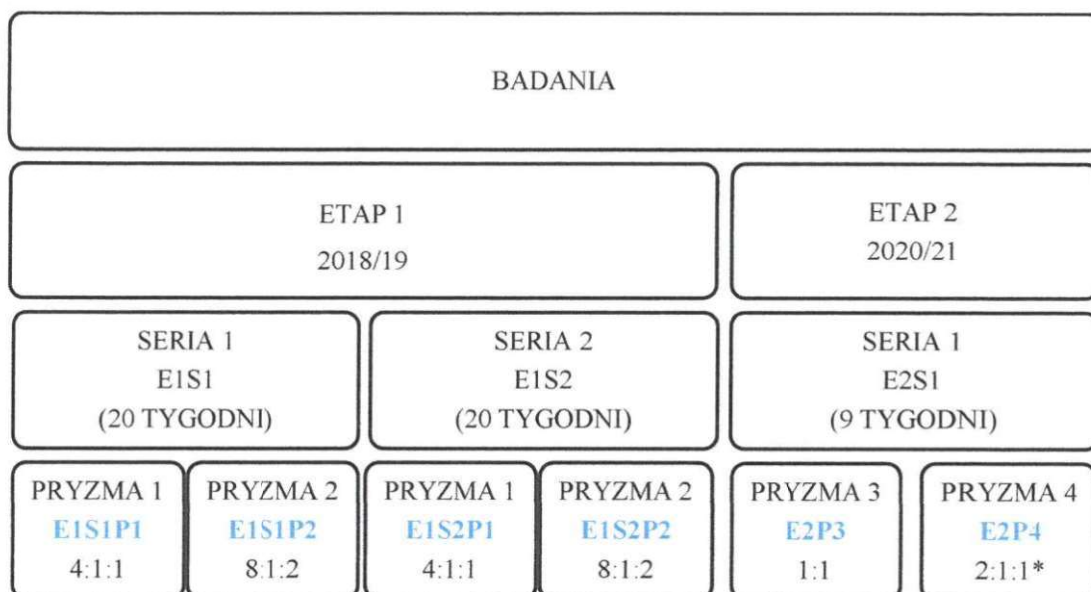 BADANIA
ETAP 1
2018/19
ETAP 2
2020/21
SERIA 1
E1S1
(20 TYGODNI)
SERIA 2
E1S2
(20 TYGODNI)
SERIA 1
E2S1
(9 TYGODNI)
PRYZMA 1
E1S1P1
4:1:1
PRYZMA 2
E1S1P2
8:1:2
PRYZMA 1
E1S2P1
4:1:1
PRYZMA 2
E1S2P2
8:1:2
PRYZMA 3
E2P3
1:1
PRYZMA 4
E2P4
2:1:1*